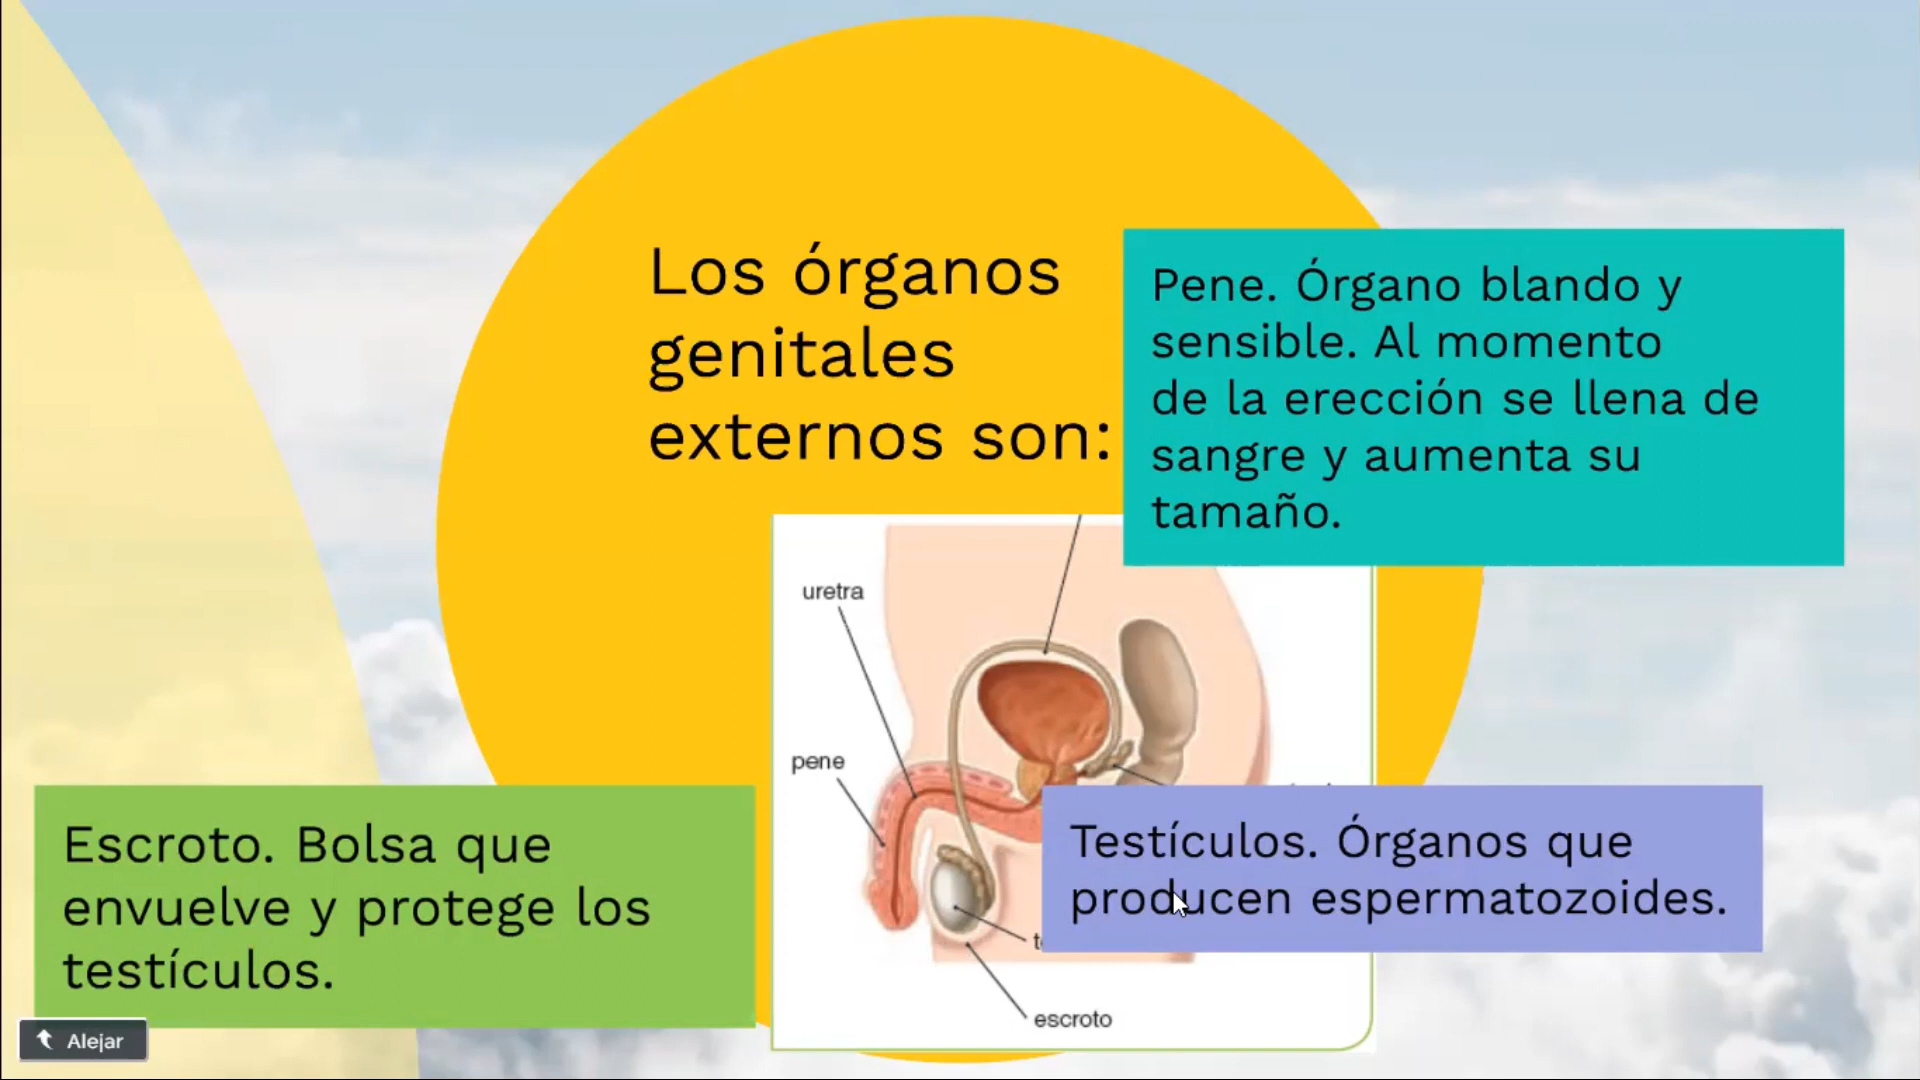 Los órganos
genitales
externos son:
Pene. Órgano blando y
sensible. Al momento
de la erección se llena de
sangre y aumenta su
tamaño.
uretra
pene
Escroto. Bolsa que
envuelve y protege los
testículos.
Testículos. Órganos que
producen espermatozoides.
escroto
Alejar